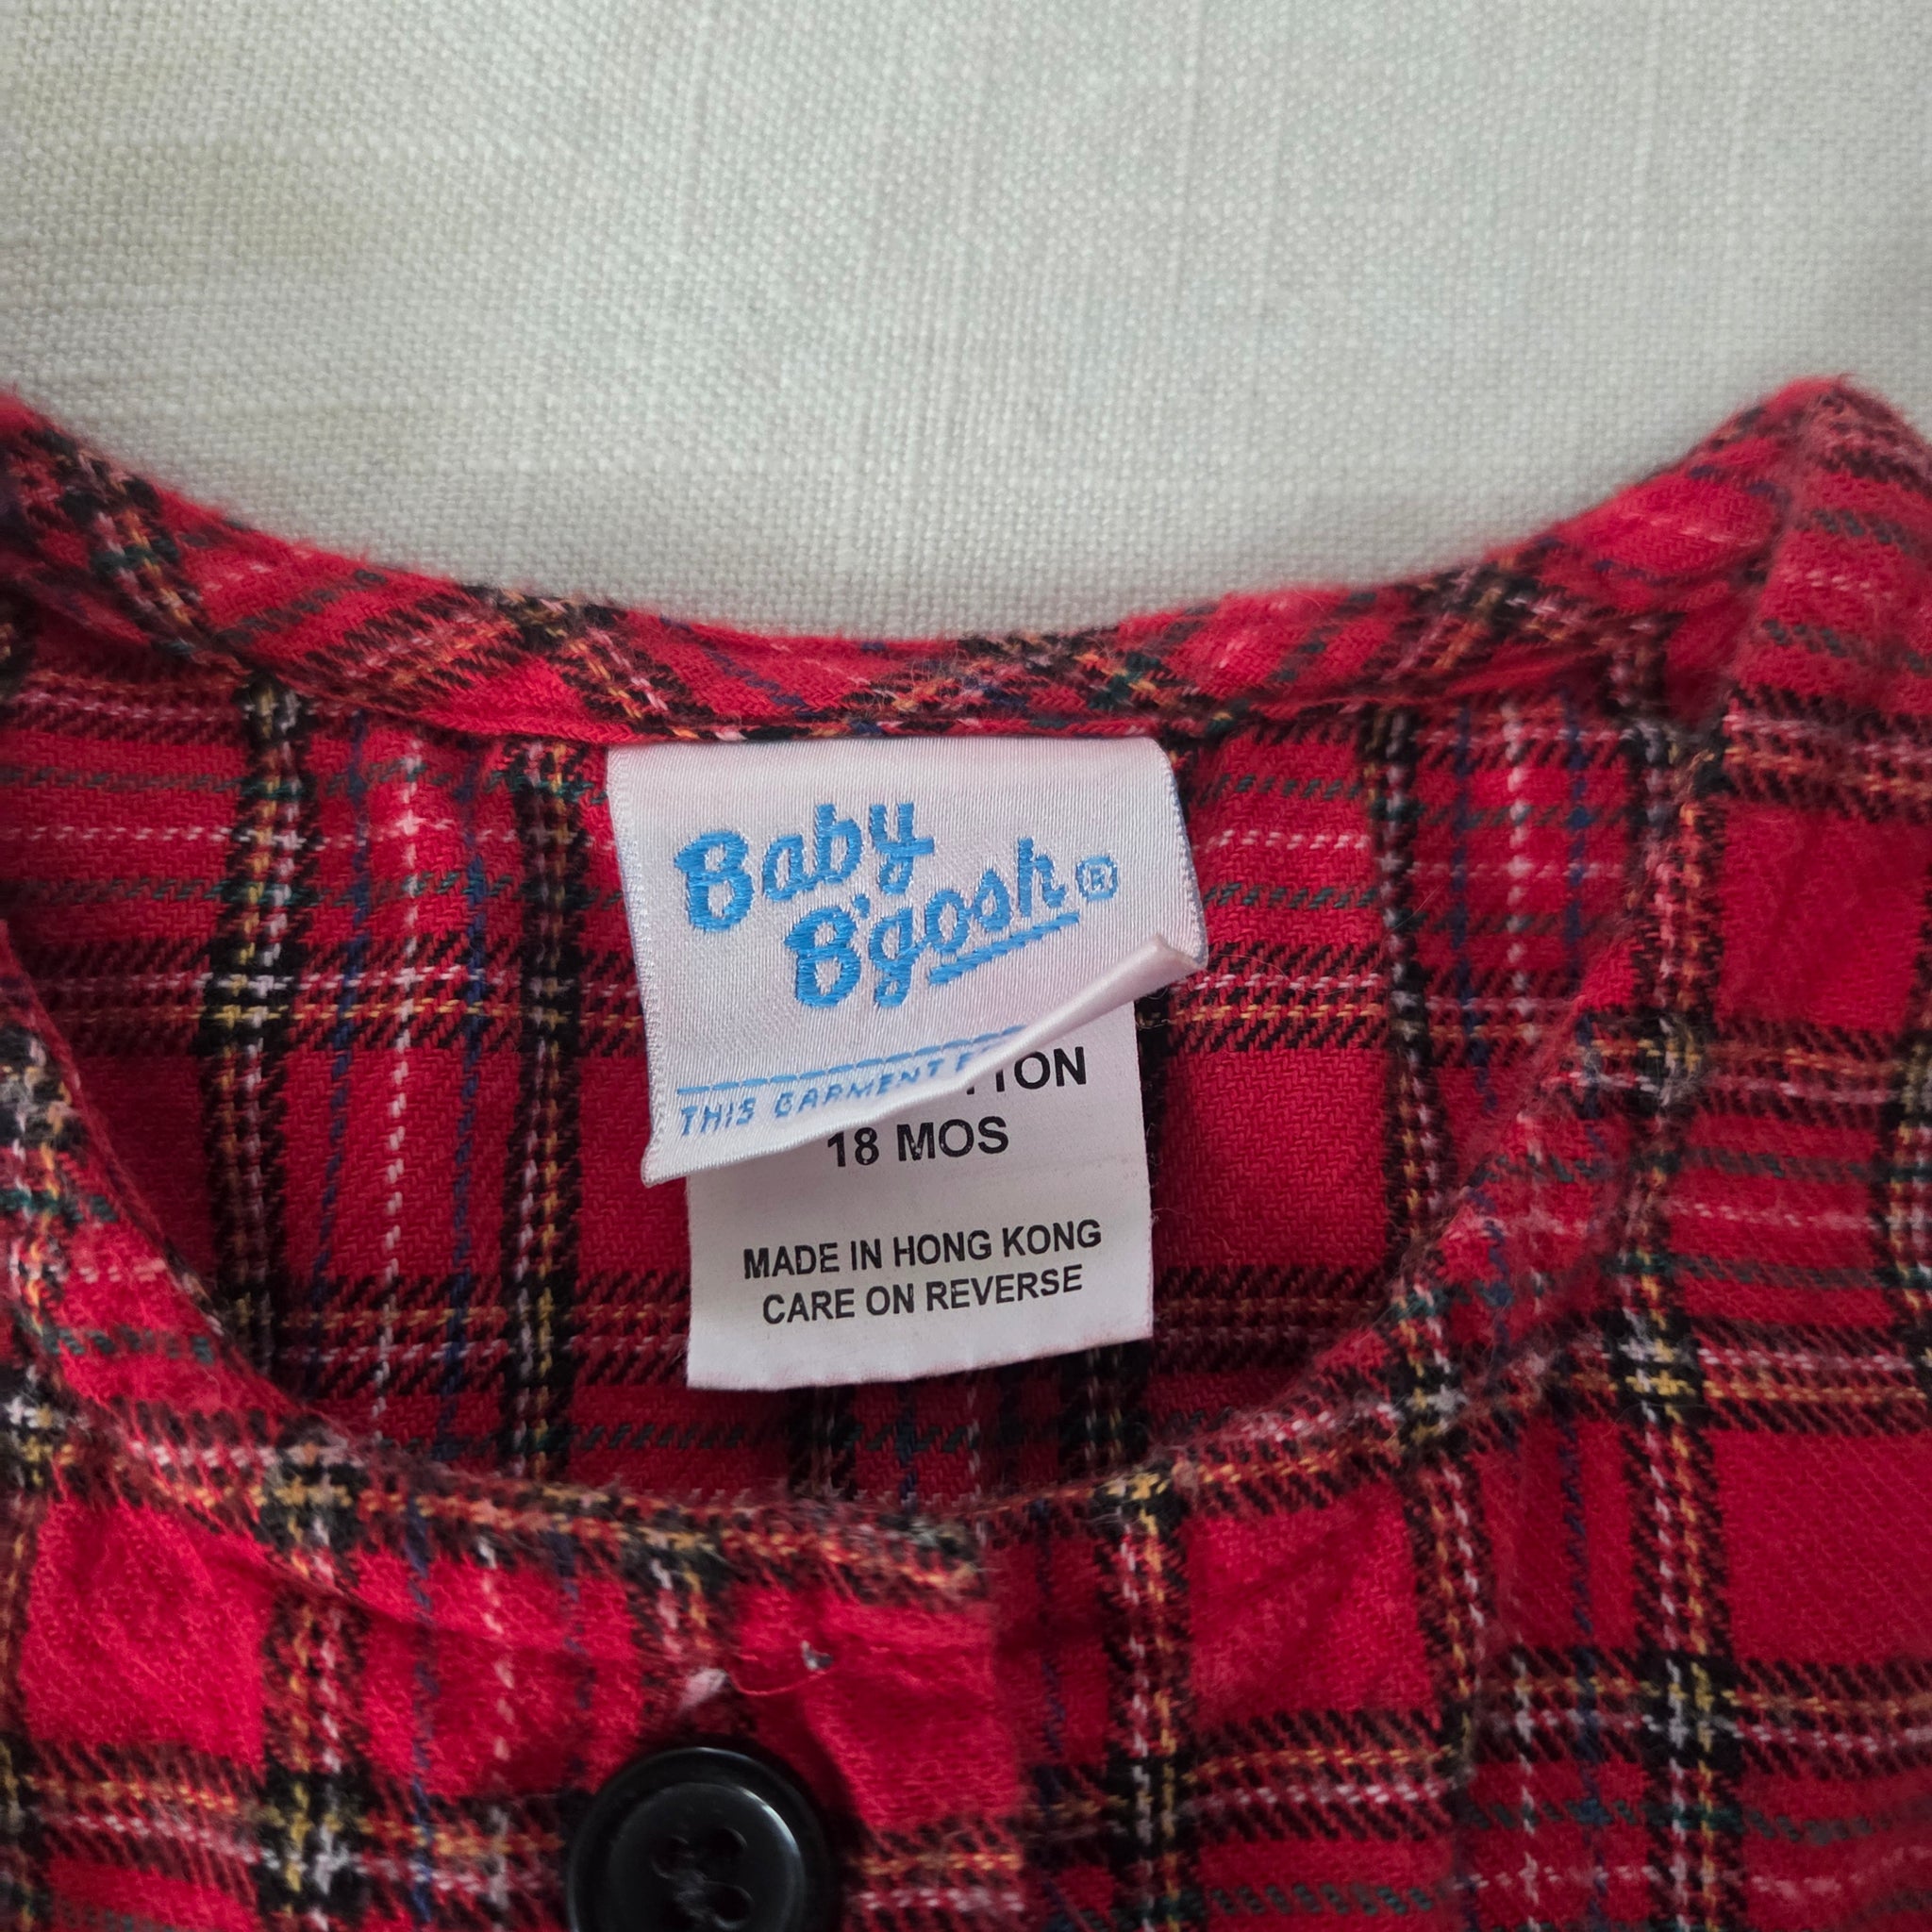 Baby
B'gosh®
THIS GARMENT
18 MOS
MADE IN HONG KONG
CARE ON REVERSE